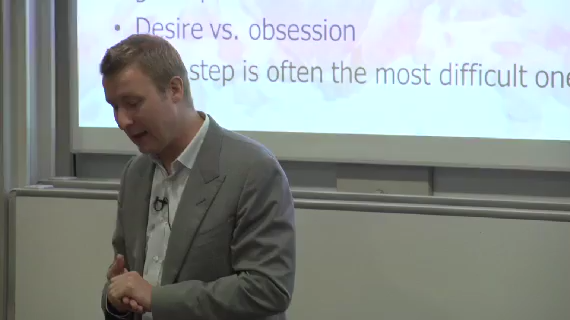 • Desire vs. obsession
step is often the most difficult one